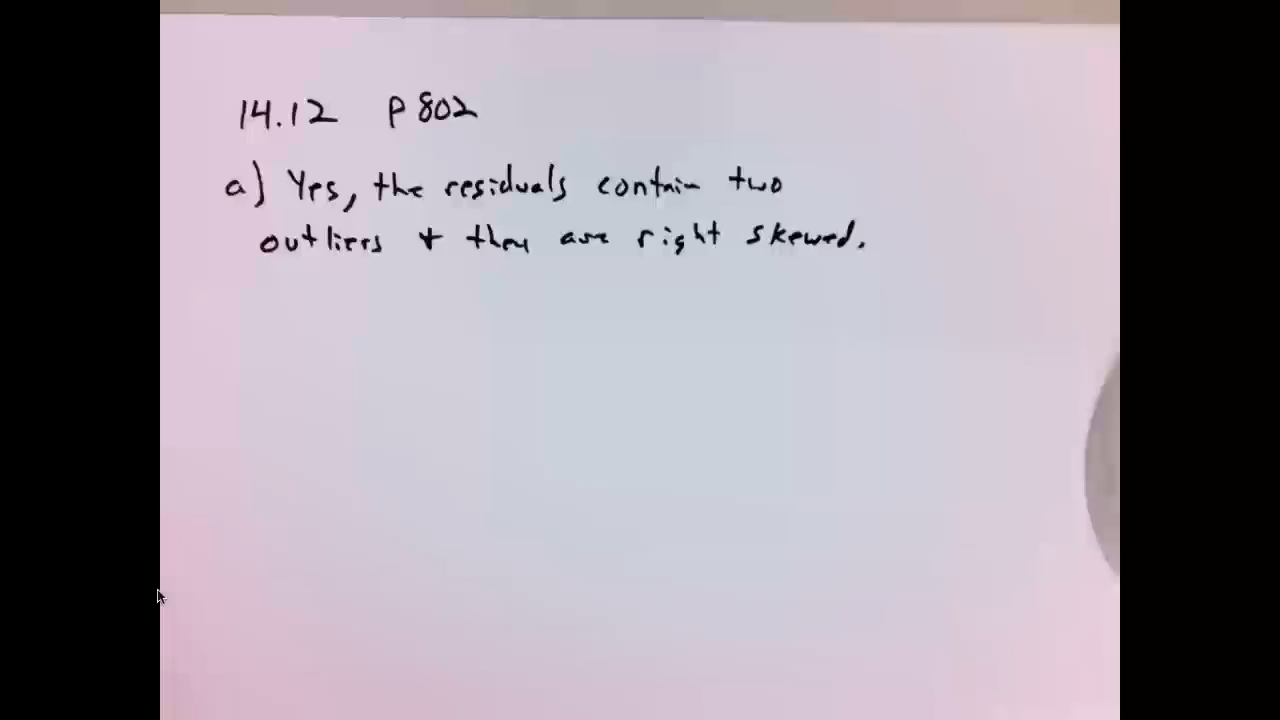 14.12 P 802
a) Yes, the residuals contain two
outliers + they are right skewed.